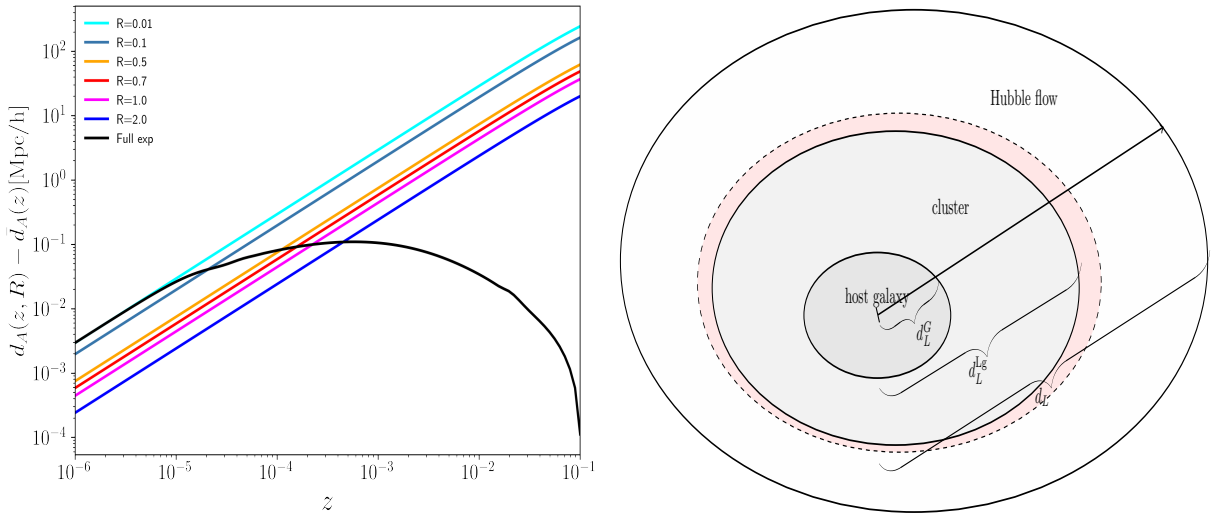 d_A(z, R) − d̄_A(z)[Mpc/h]
10^2
10^1
10^0
10^−1
10^−2
10^−3
10^−4
R=0.01
R=0.1
R=0.5
R=0.7
R=1.0
R=2.0
Full exp
10^−6
10^−5
10^−4
10^−3
10^−2
10^−1
z
Hubble flow
cluster
host galaxy
d_L^G
d_L^Lg
d_L